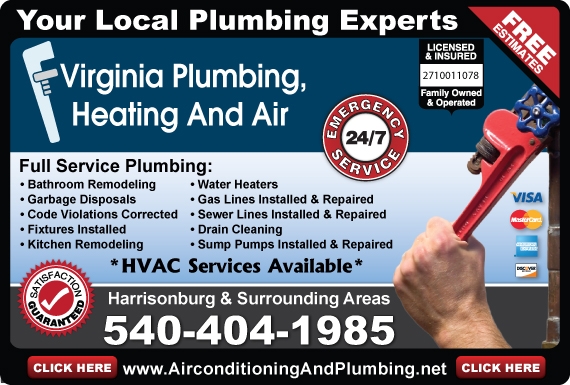 Your Local Plumbing Experts
FREE
ESTIMATES
LICENSED
& INSURED
2710011078
Family Owned
& Operated
Virginia Plumbing,
Heating And Air
EMERGENCY
24/7
SERVICE
Full Service Plumbing:
• Bathroom Remodeling
• Garbage Disposals
• Code Violations Corrected
• Fixtures Installed
• Kitchen Remodeling
• Water Heaters
• Gas Lines Installed & Repaired
• Sewer Lines Installed & Repaired
• Drain Cleaning
• Sump Pumps Installed & Repaired
*HVAC Services Available*
VISA
MasterCard
AMERICAN EXPRESS
DISCOVER
SATISFACTION
GUARANTEED
Harrisonburg & Surrounding Areas
540-404-1985
CLICK HERE
www.AirconditioningAndPlumbing.net
CLICK HERE